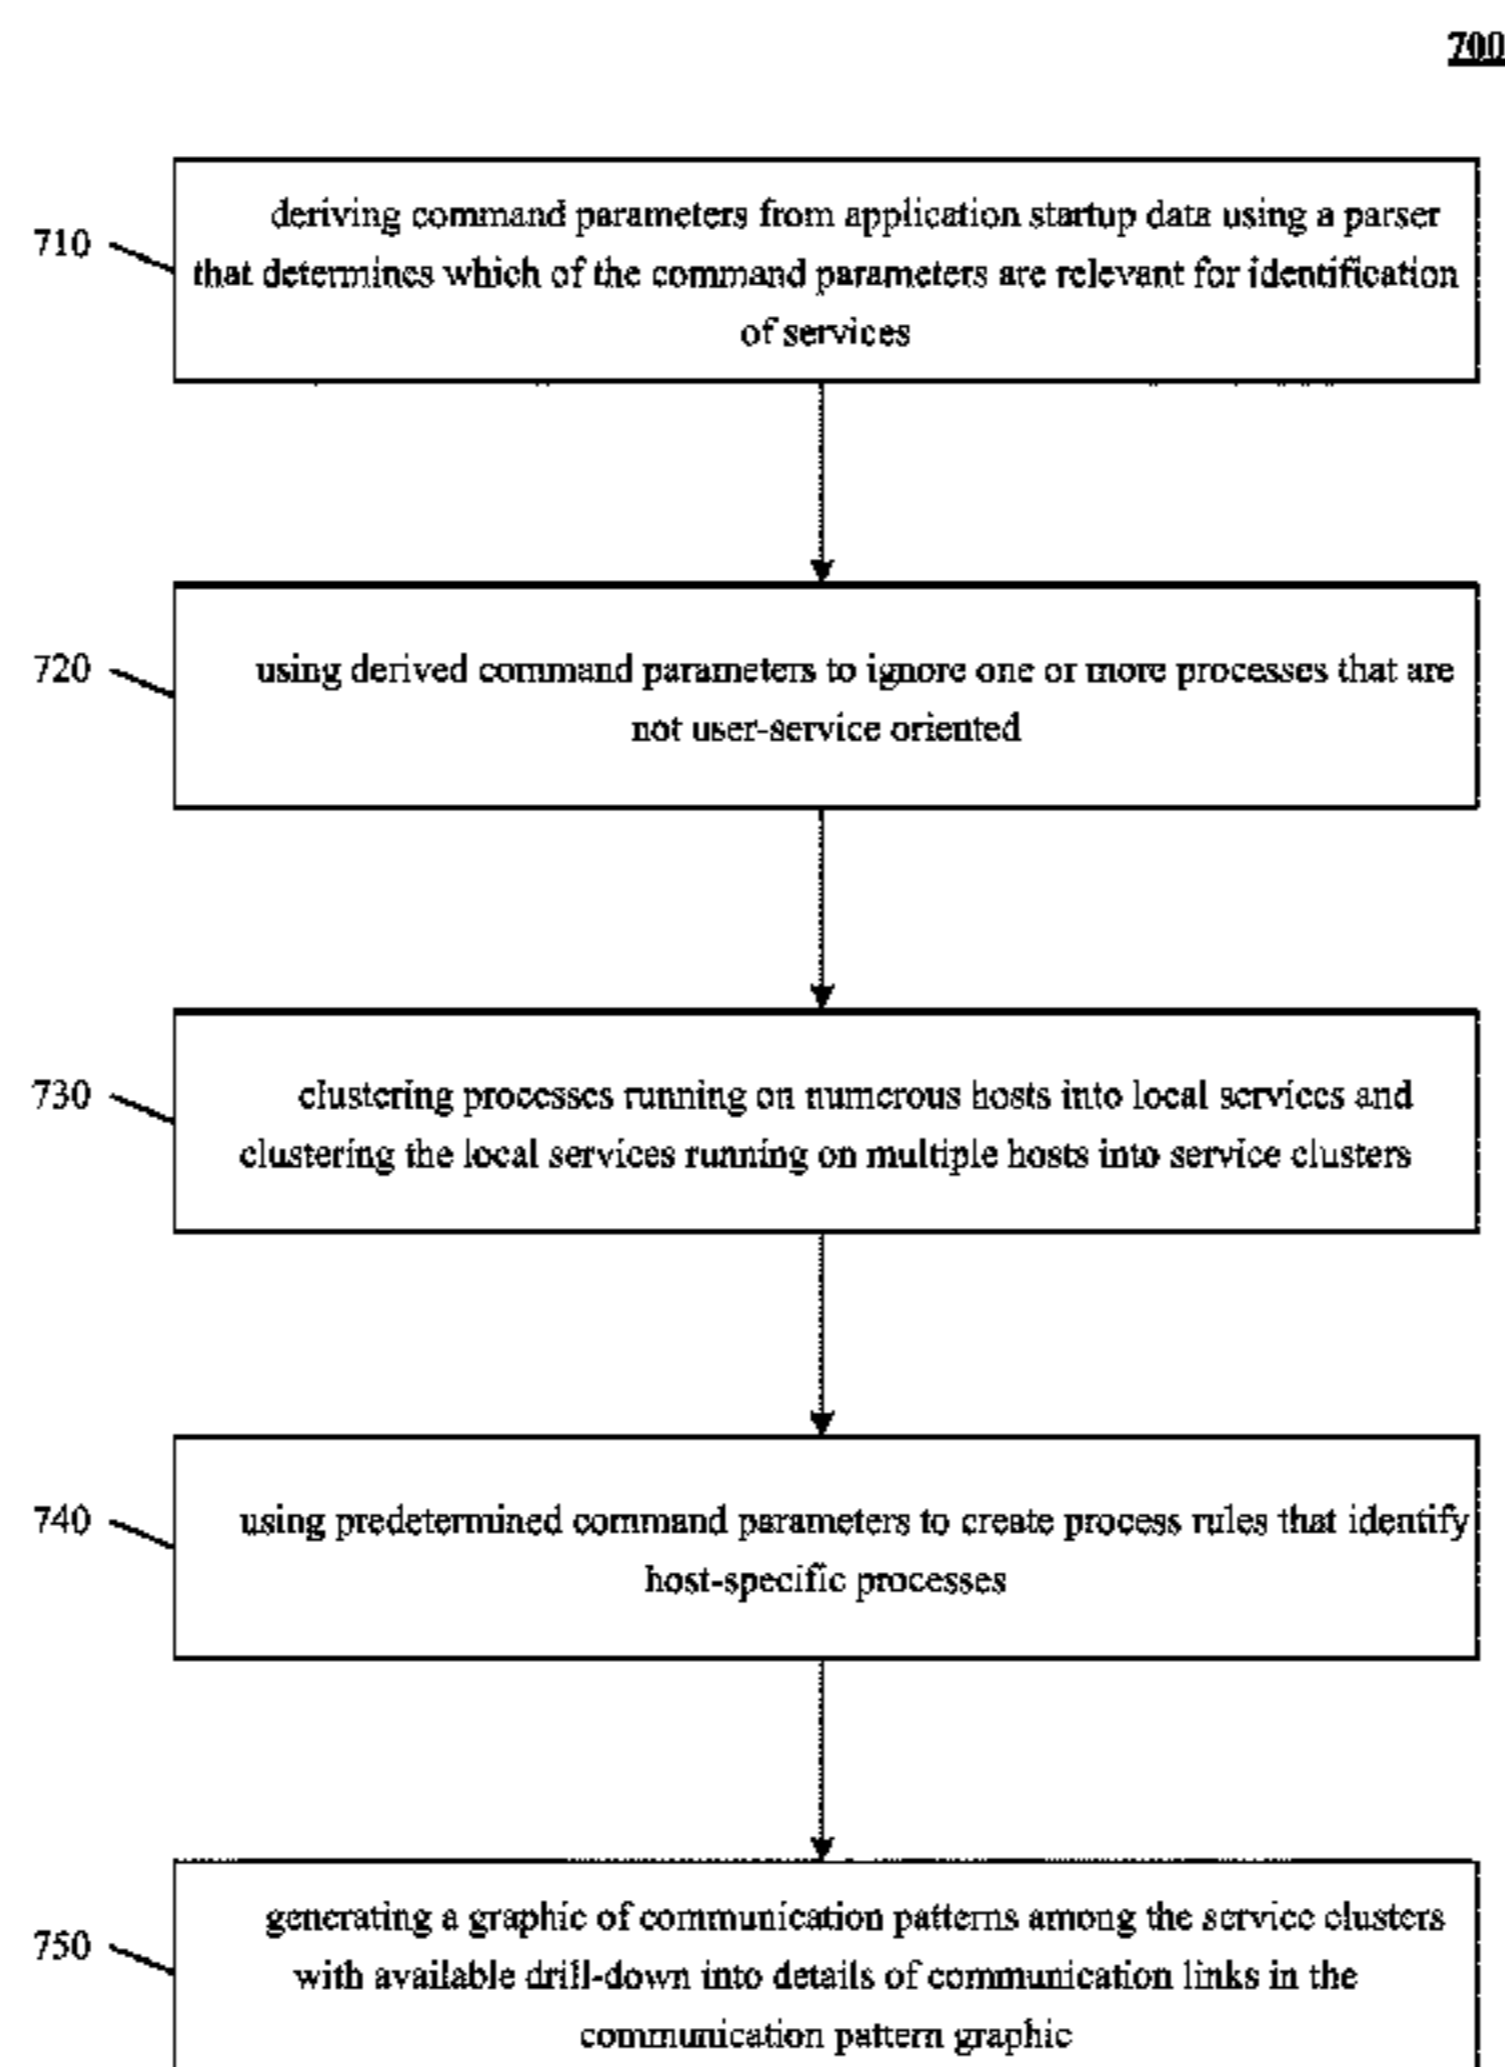 700
710
deriving command parameters from application startup data using a parser
that determines which of the command parameters are relevant for identification
of services
720
using derived command parameters to ignore one or more processes that are
not user-service oriented
730
clustering processes running on numerous hosts into local services and
clustering the local services running on multiple hosts into service clusters
740
using predetermined command parameters to create process rules that identify
host-specific processes
750
generating a graphic of communication patterns among the service clusters
with available drill-down into details of communication links in the
communication pattern graphic